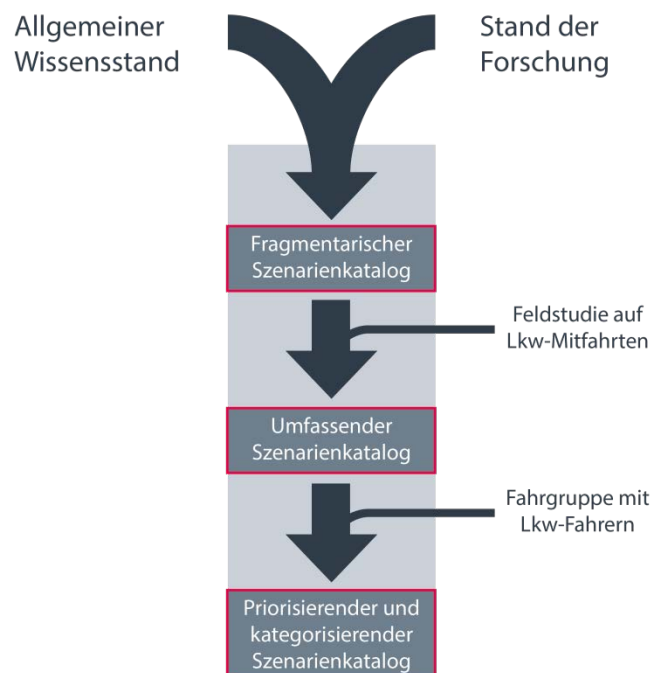 Allgemeiner
Wissensstand
Stand der
Forschung
Fragmentarischer
Szenarienkatalog
Feldstudie auf
Lkw-Mitfahrten
Umfassender
Szenarienkatalog
Fahrgruppe mit
Lkw-Fahrern
Priorisierender und
kategorisierender
Szenarienkatalog